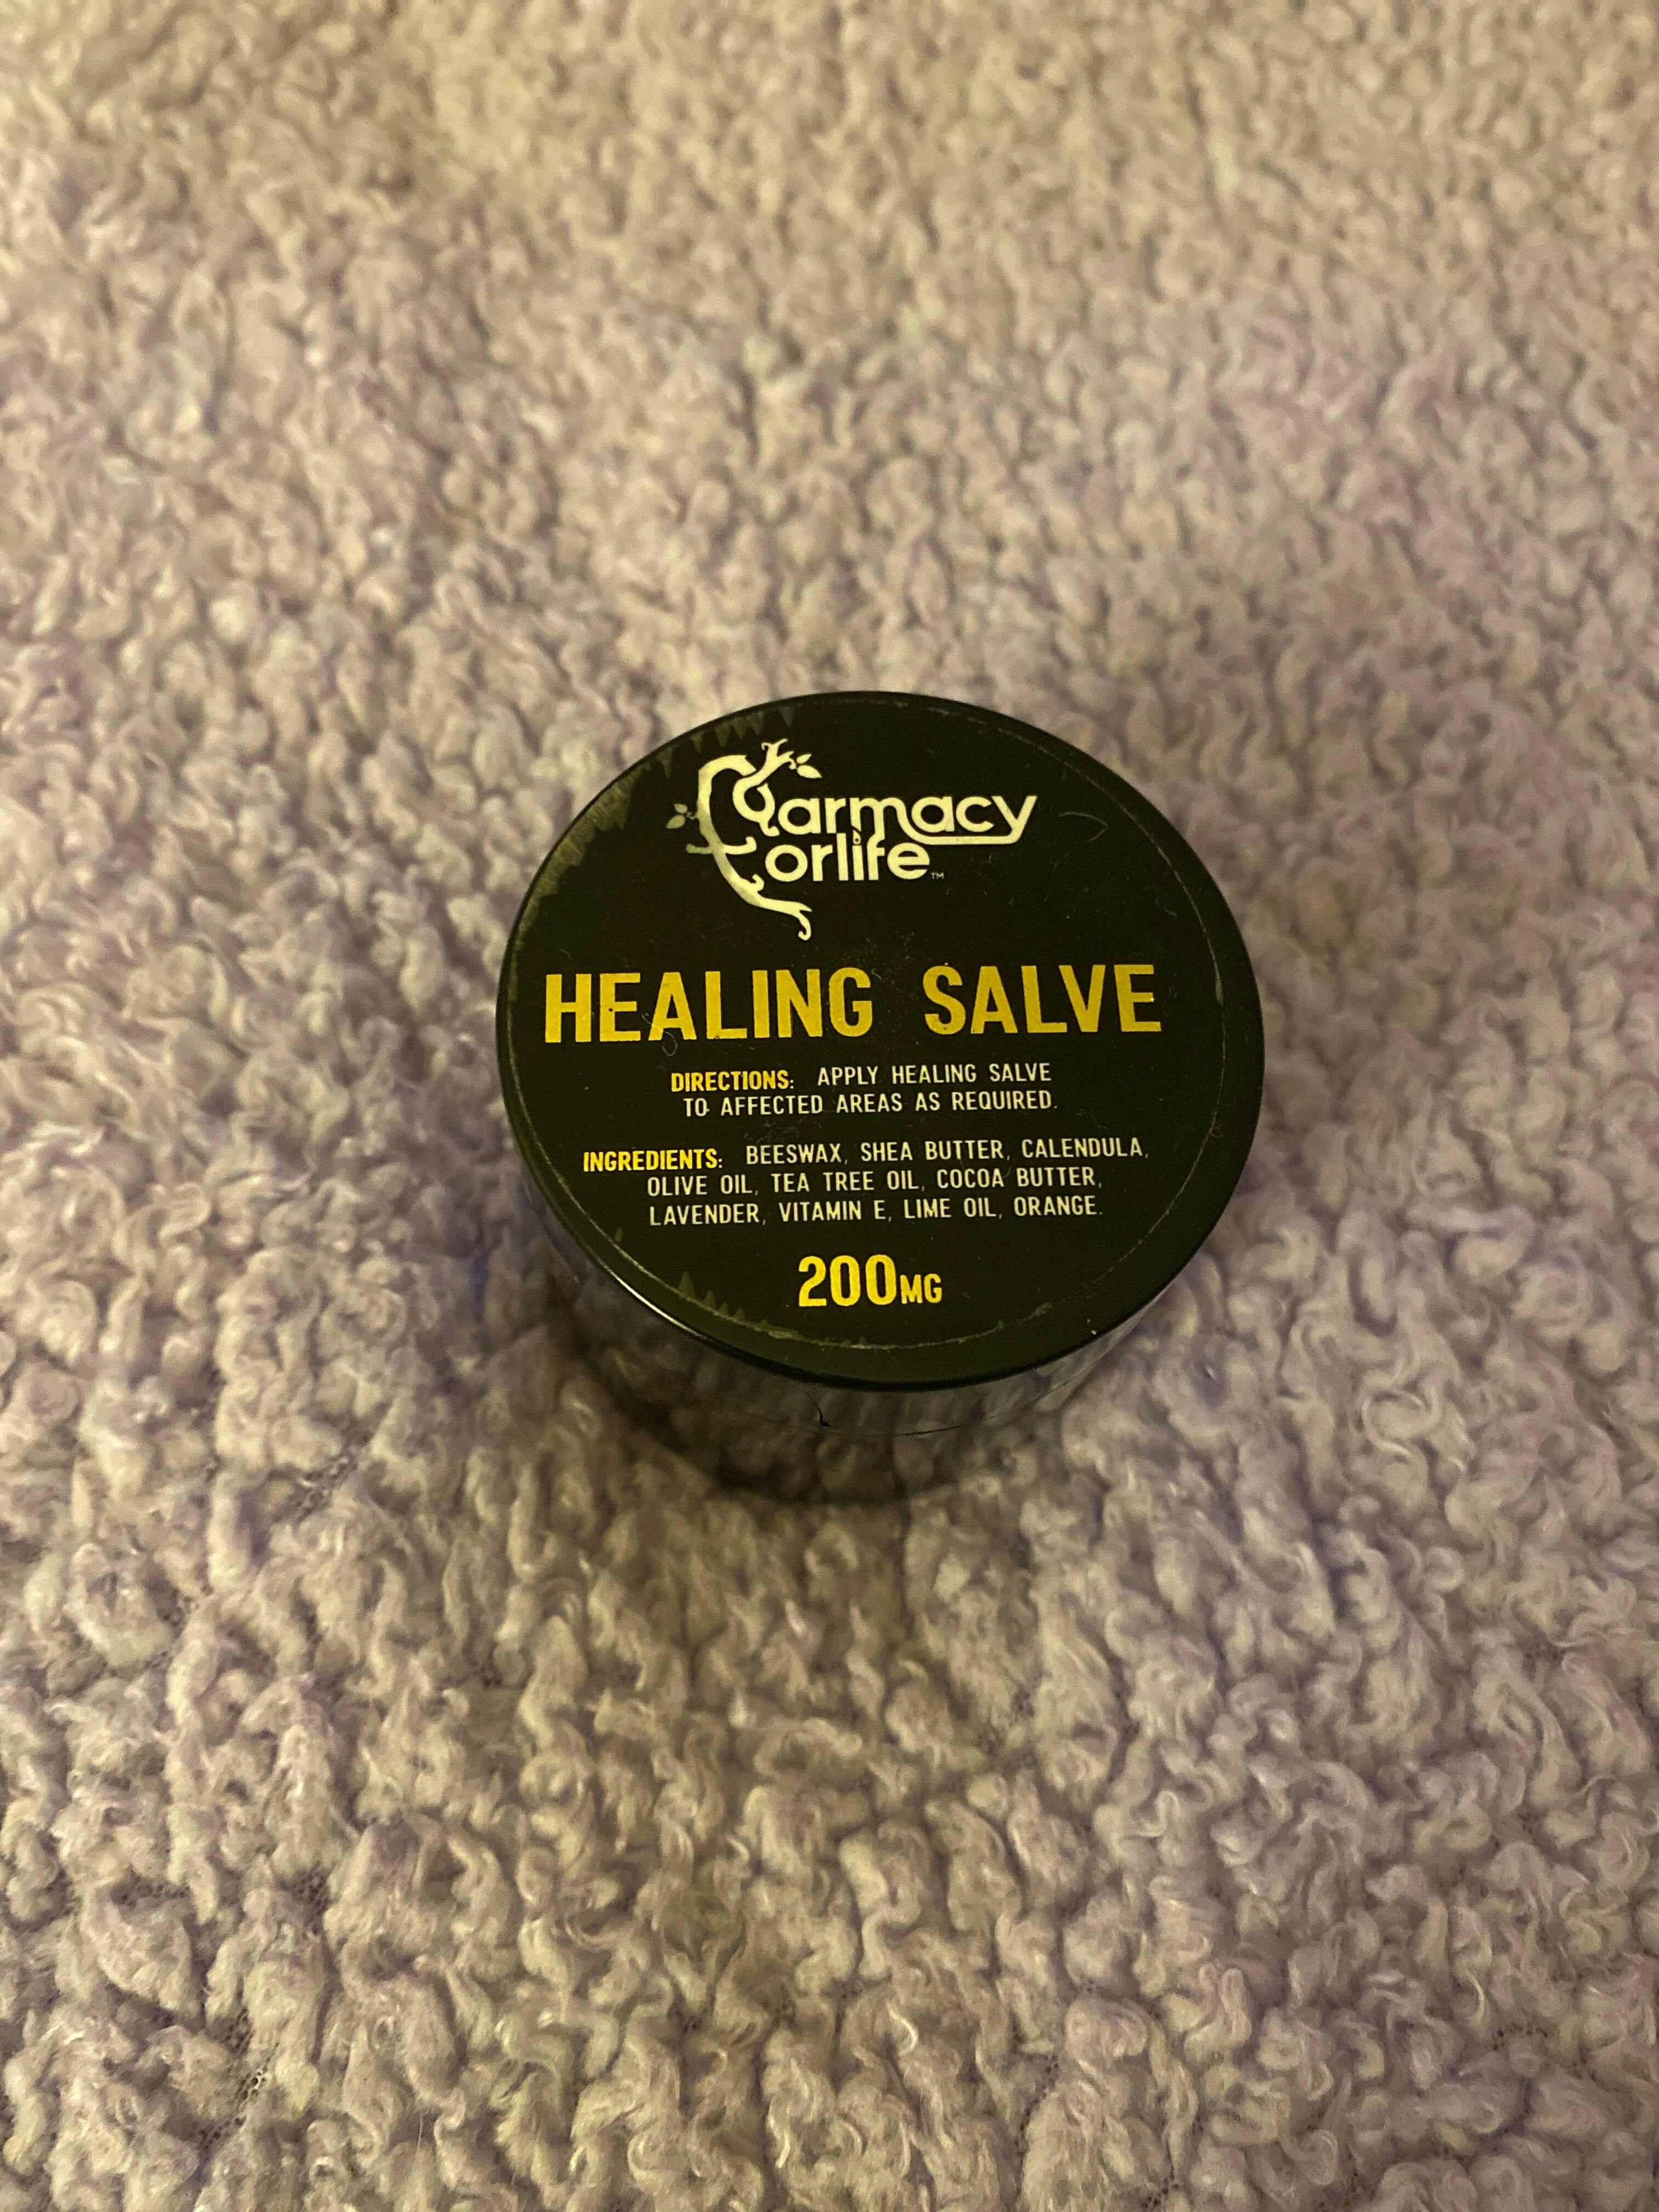 Farmacy
Forlife™
HEALING SALVE
DIRECTIONS: APPLY HEALING SALVE
TO AFFECTED AREAS AS REQUIRED.
INGREDIENTS: BEESWAX, SHEA BUTTER, CALENDULA,
OLIVE OIL, TEA TREE OIL, COCOA BUTTER,
LAVENDER, VITAMIN E, LIME OIL, ORANGE.
200MG